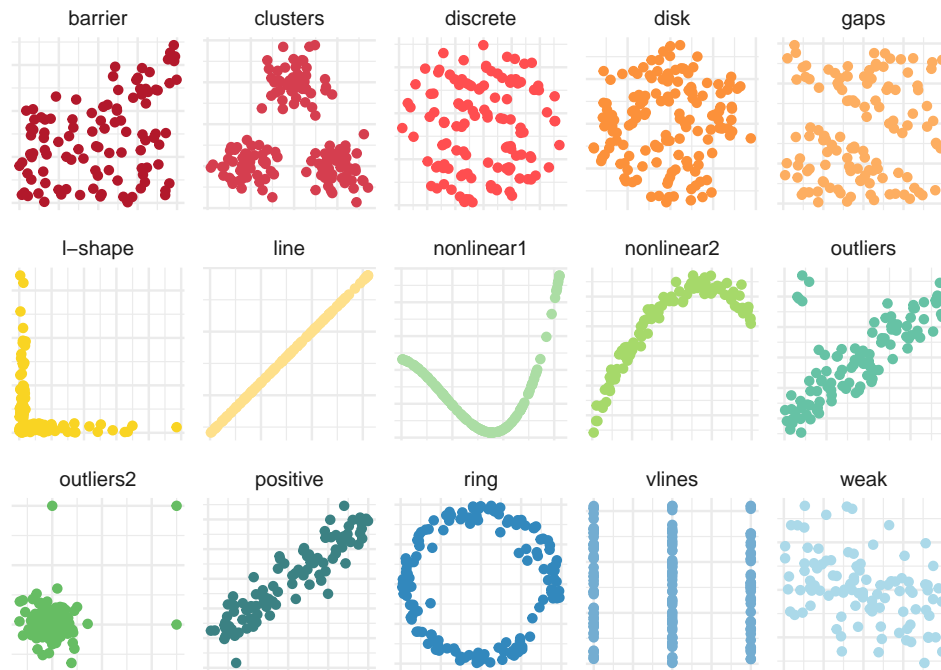 barrier
clusters
discrete
disk
gaps
l−shape
line
nonlinear1
nonlinear2
outliers
outliers2
positive
ring
vlines
weak